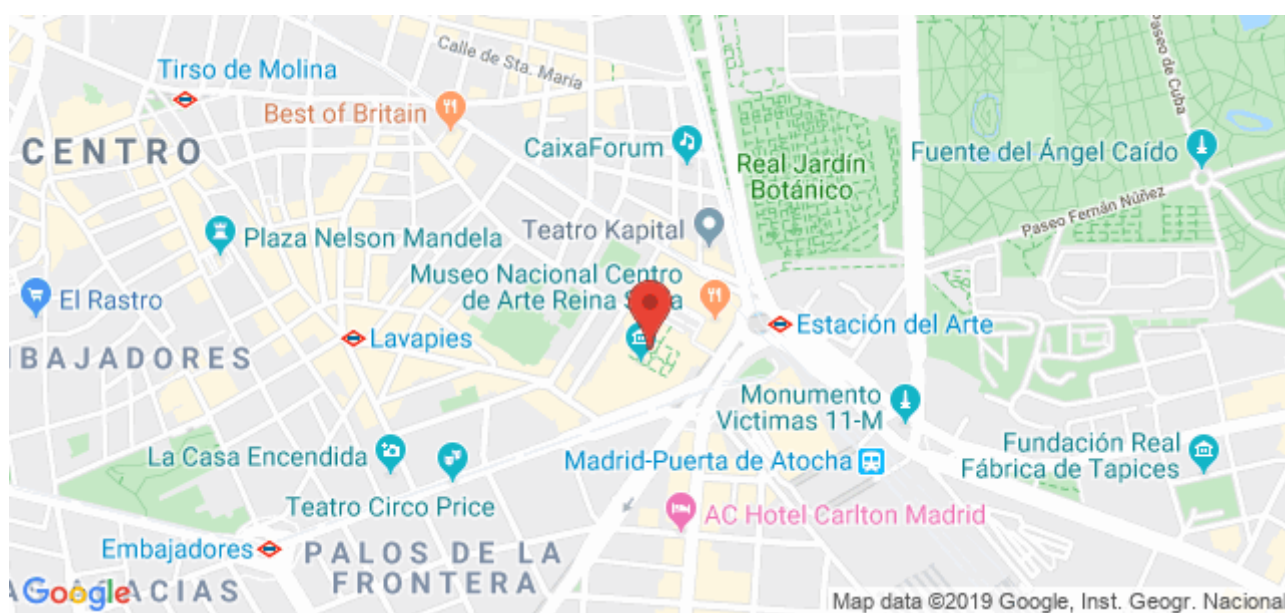 Calle de Sta. María
Paseo de Cuba
Tirso de Molina
Best of Britain
CENTRO
CaixaForum
Real Jardín
Botánico
Fuente del Ángel Caído
Paseo Fernán Núñez
Plaza Nelson Mandela
Teatro Kapital
Museo Nacional Centro
de Arte Reina
El Rastro
Lavapies
Estación del Arte
BAJADORES
Monumento
Victimas 11-M
La Casa Encendida
Madrid-Puerta de Atocha
Fundación Real
Fábrica de Tapices
Teatro Circo Price
AC Hotel Carlton Madrid
Embajadores
PALOS DE LA
FRONTERA
Google
ACIAS
Map data ©2019 Google, Inst. Geogr. Naciona